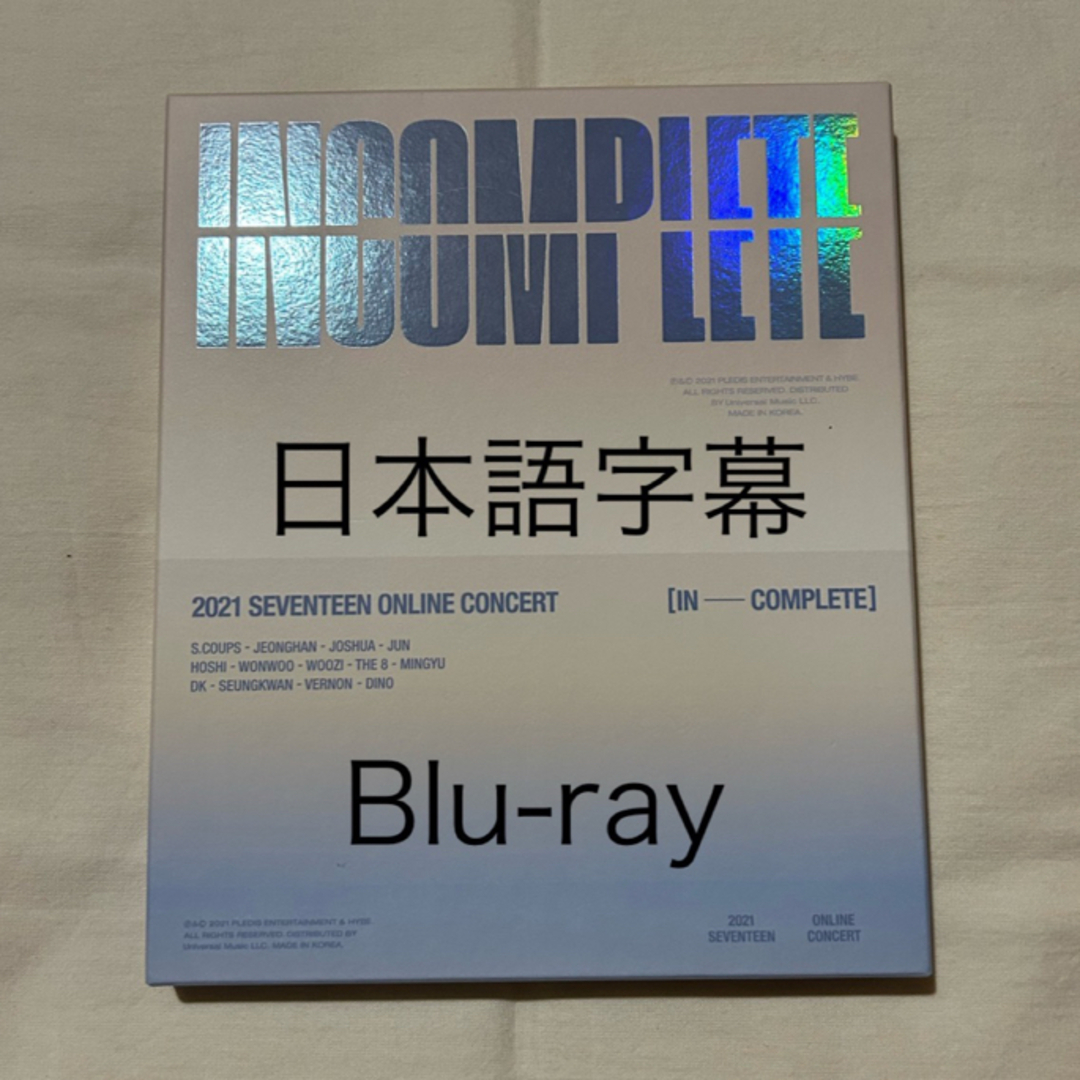 INCOMPLETE
℗&© 2021 PLEDIS ENTERTAINMENT & HYBE.
ALL RIGHTS RESERVED. DISTRIBUTED
BY Universal Music LLC.
MADE IN KOREA.
日本語字幕
2021 SEVENTEEN ONLINE CONCERT
[IN — COMPLETE]
S.COUPS - JEONGHAN - JOSHUA - JUN
HOSHI - WONWOO - WOOZI - THE 8 - MINGYU
DK - SEUNGKWAN - VERNON - DINO
Blu-ray
℗&© 2021 PLEDIS ENTERTAINMENT & HYBE.
ALL RIGHTS RESERVED. DISTRIBUTED BY
Universal Music LLC. MADE IN KOREA.
2021
SEVENTEEN
ONLINE
CONCERT